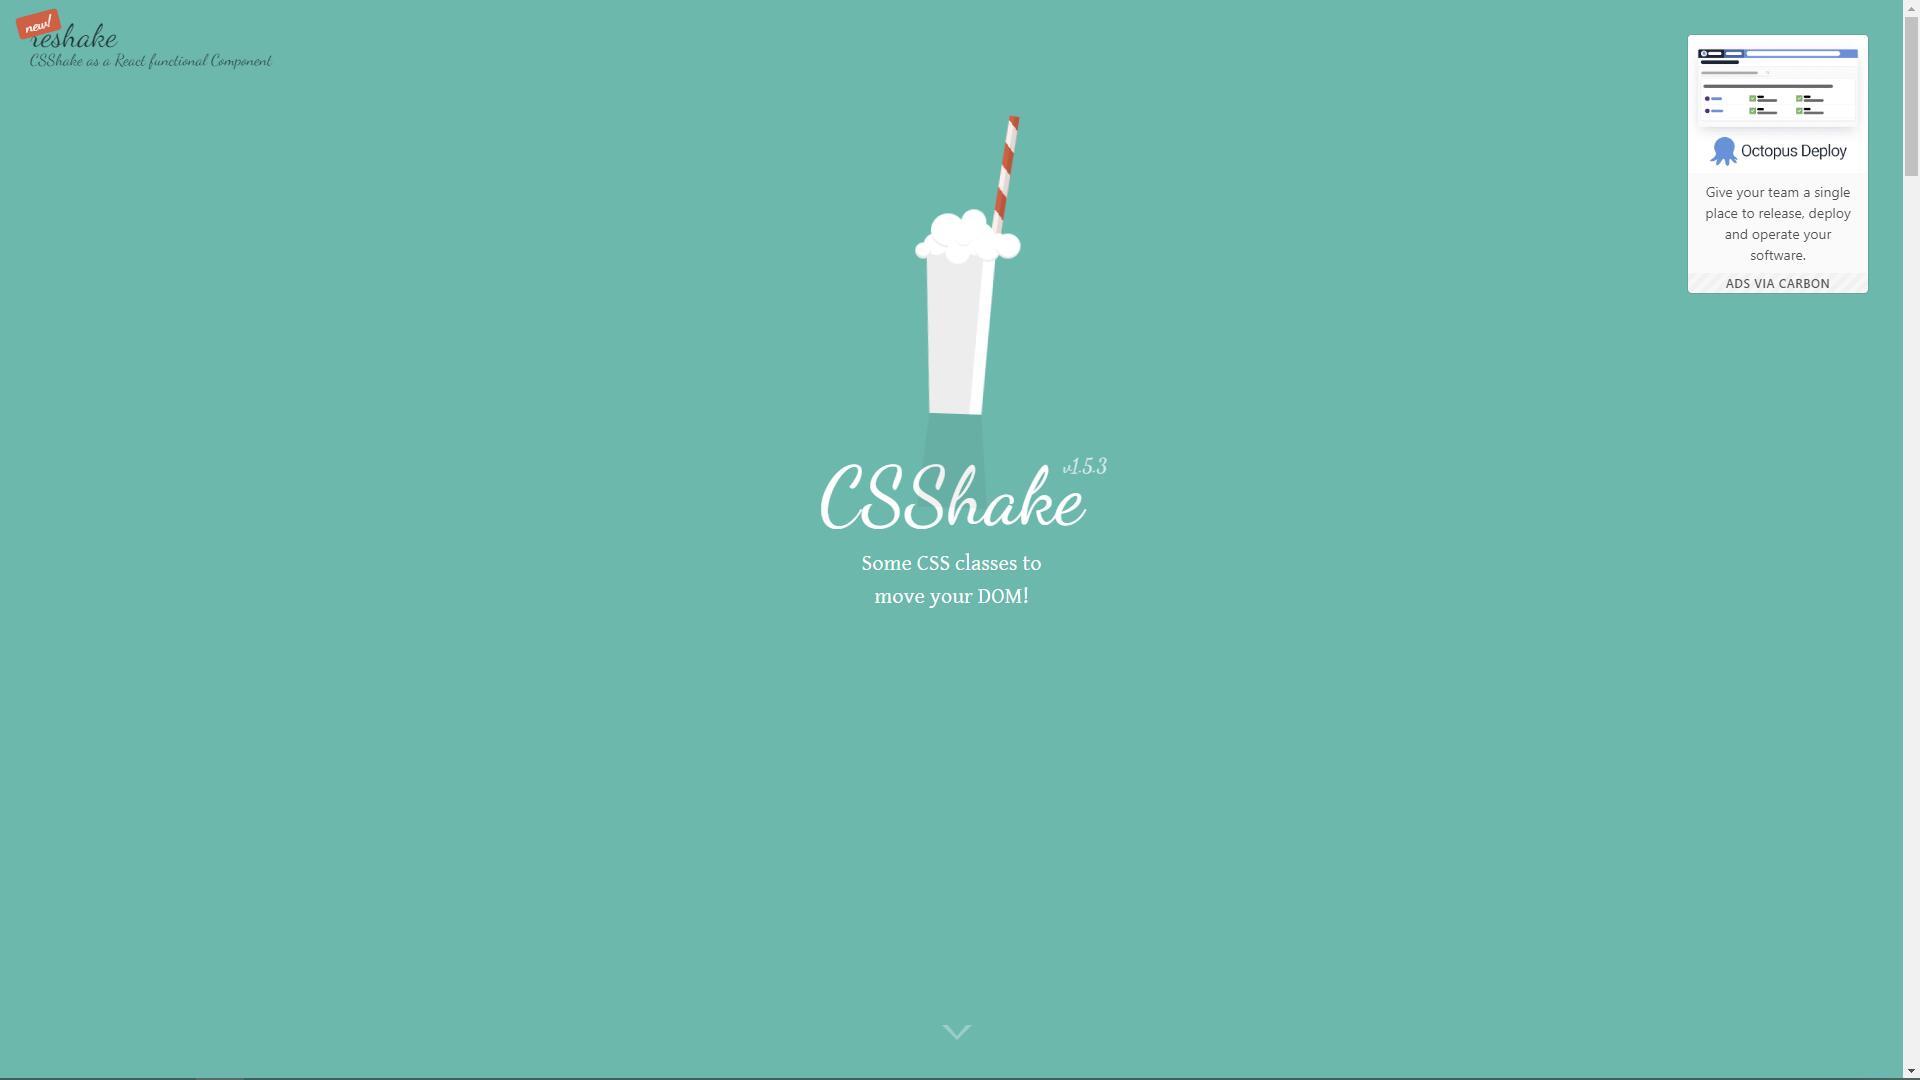 new!
reshake
CSShake as a React functional Component
Octopus Deploy
Give your team a single
place to release, deploy
and operate your
software.
ADS VIA CARBON
v1.5.3
CSShake
Some CSS classes to
move your DOM!